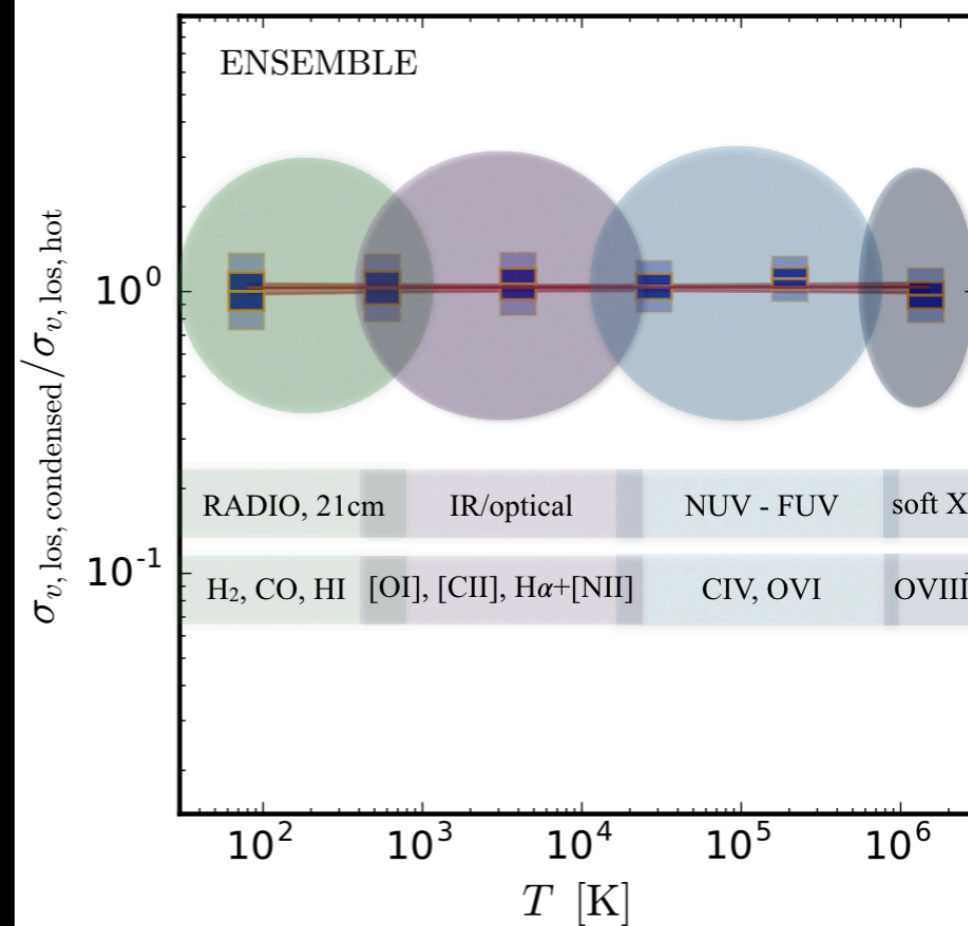 ENSEMBLE
σv, los, condensed/σv, los, hot
10⁰
10⁻¹
RADIO, 21cm IR/optical NUV - FUV soft X
H₂, CO, HI [OI], [CII], Hα+[NII] CIV, OVI OVIII
10² 10³ 10⁴ 10⁵ 10⁶
T [K]